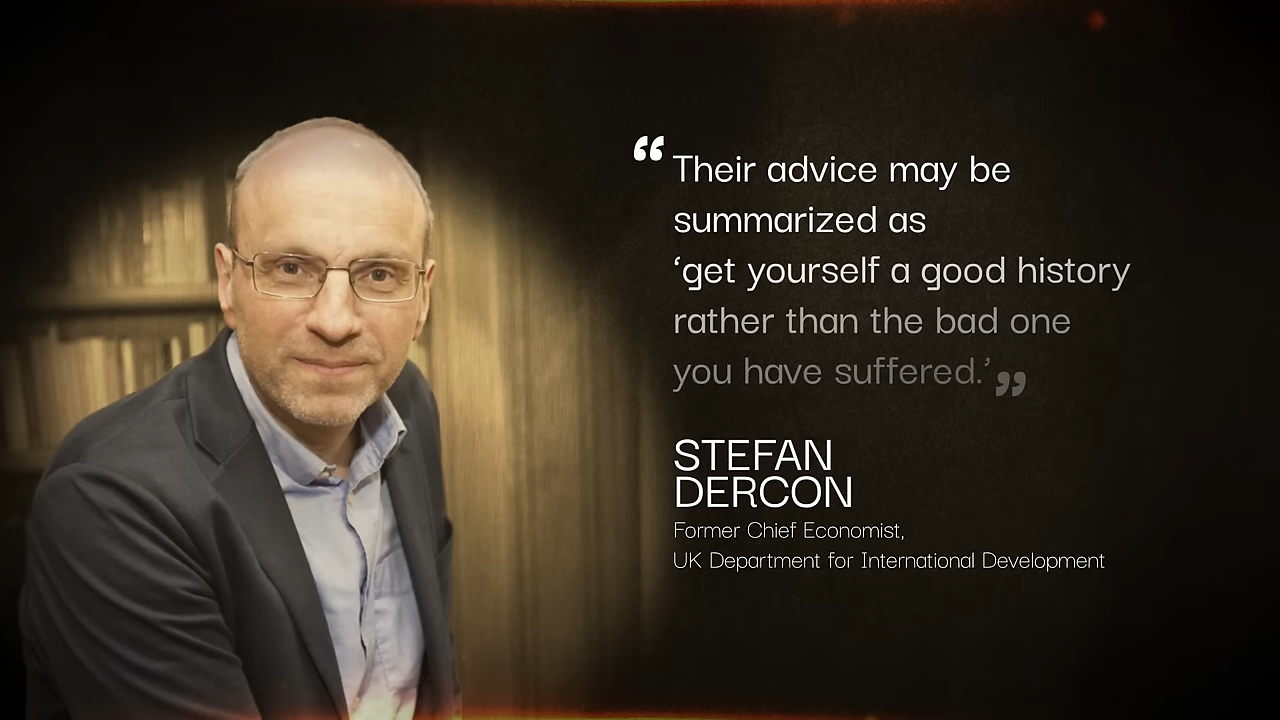 “Their advice may be
summarized as
‘get yourself a good history
rather than the bad one
you have suffered.’”
STEFAN
DERCON
Former Chief Economist,
UK Department for International Development